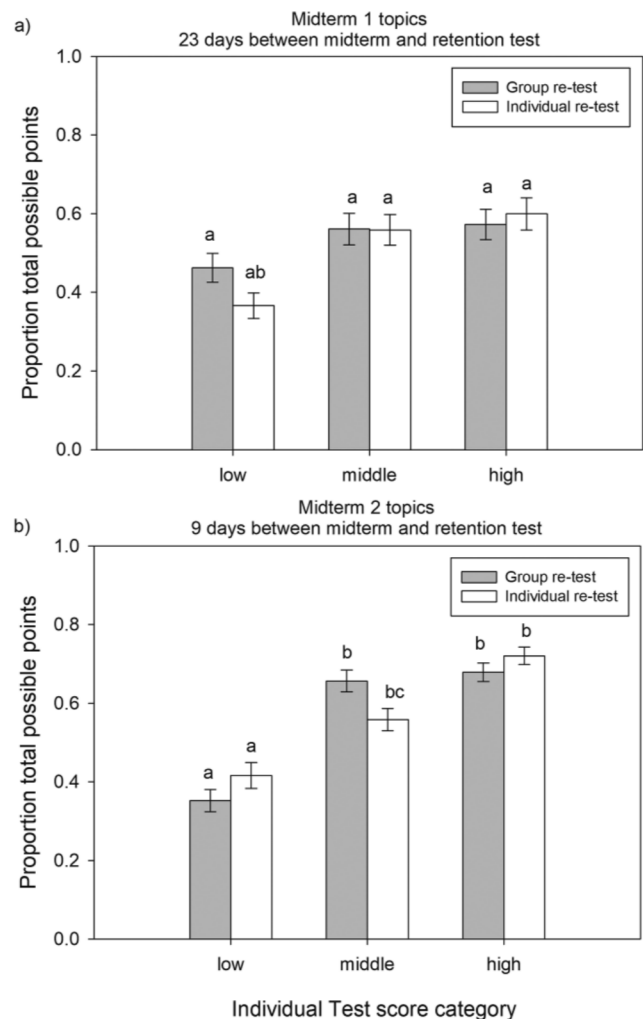 a)
Midterm 1 topics
23 days between midterm and retention test
Proportion total possible points
1.0
0.8
0.6
0.4
0.2
0.0
Group re-test
Individual re-test
a
ab
a
a
a
a
low
middle
high
b)
Midterm 2 topics
9 days between midterm and retention test
Proportion total possible points
1.0
0.8
0.6
0.4
0.2
0.0
Group re-test
Individual re-test
a
a
b
bc
b
b
low
middle
high
Individual Test score category